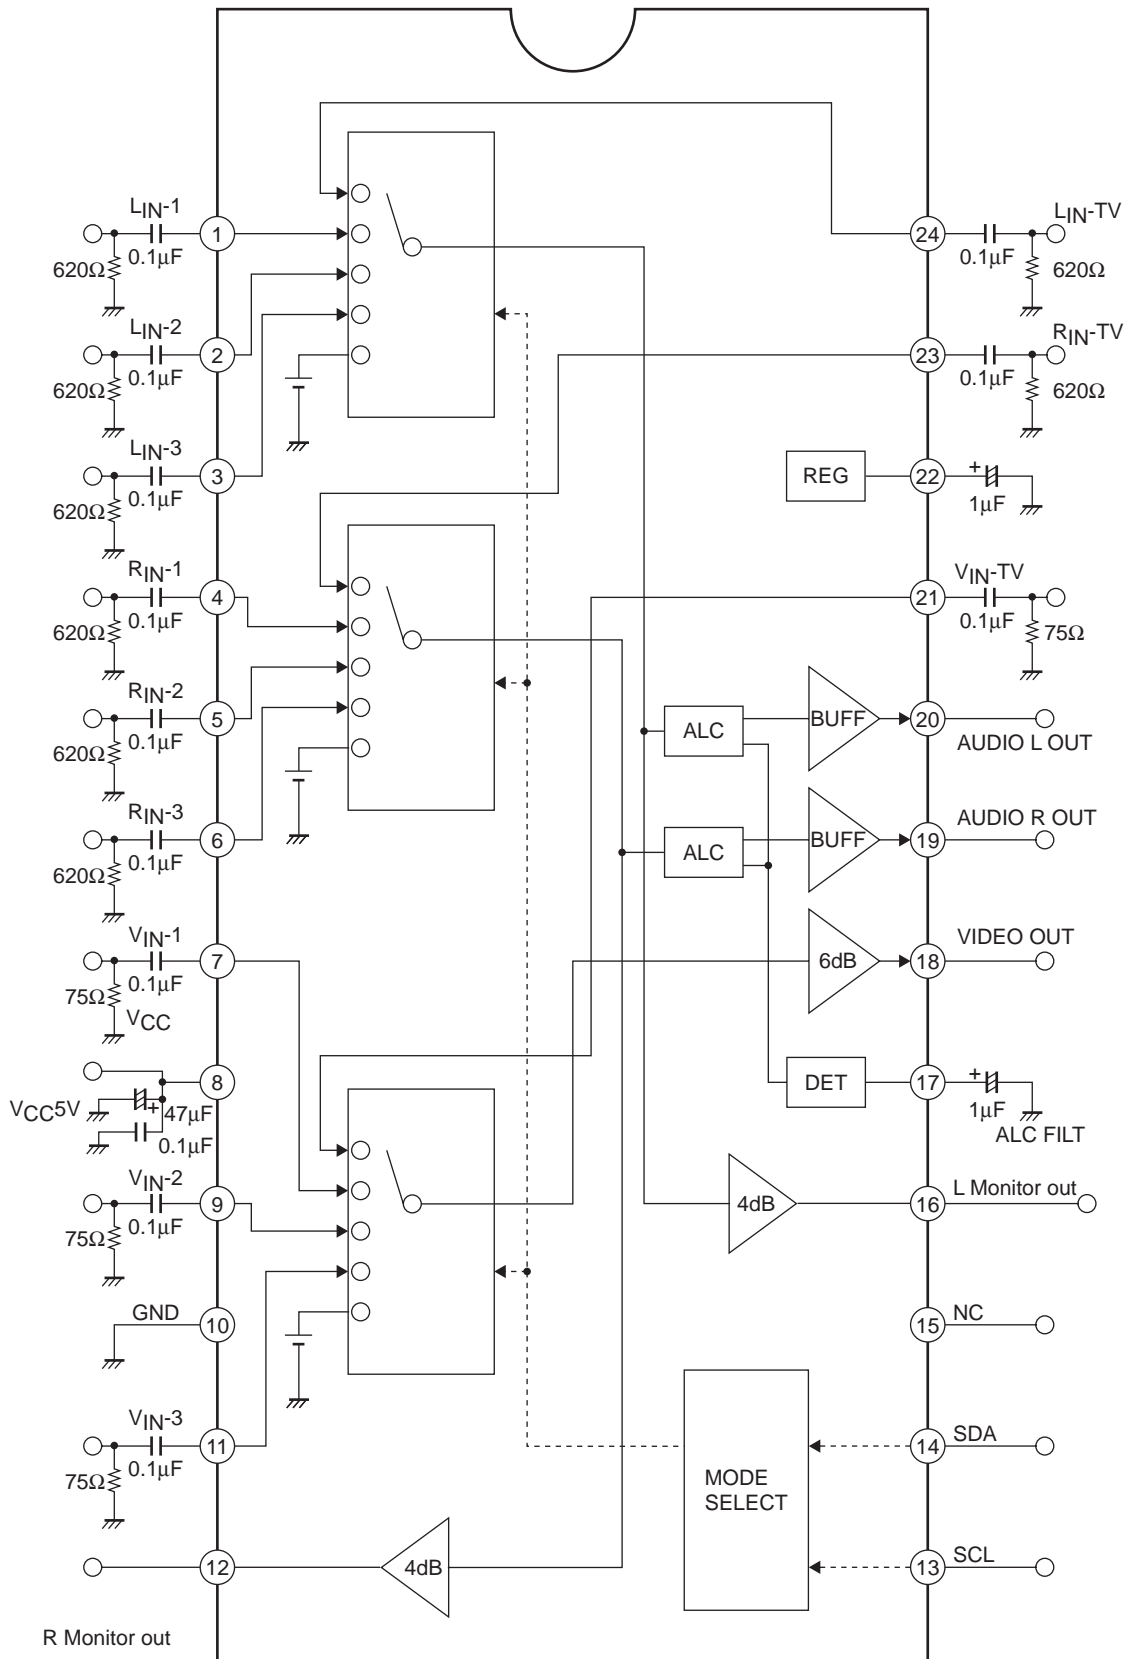 LIN-1
1
620Ω
0.1µF
LIN-2
2
620Ω
0.1µF
LIN-3
3
620Ω
0.1µF
RIN-1
4
620Ω
0.1µF
RIN-2
5
620Ω
0.1µF
RIN-3
6
620Ω
0.1µF
VIN-1
7
75Ω
0.1µF
VCC
8
VCC5V
+
47µF
0.1µF
VIN-2
9
75Ω
0.1µF
GND
10
VIN-3
11
75Ω
0.1µF
12
4dB
R Monitor out
24
LIN-TV
0.1µF
620Ω
23
RIN-TV
0.1µF
620Ω
REG
22
+
1µF
21
VIN-TV
0.1µF
75Ω
ALC
BUFF
20
AUDIO L OUT
ALC
BUFF
19
AUDIO R OUT
6dB
18
VIDEO OUT
DET
17
+
1µF
ALC FILT
4dB
16
L Monitor out
15
NC
MODE
SELECT
14
SDA
13
SCL